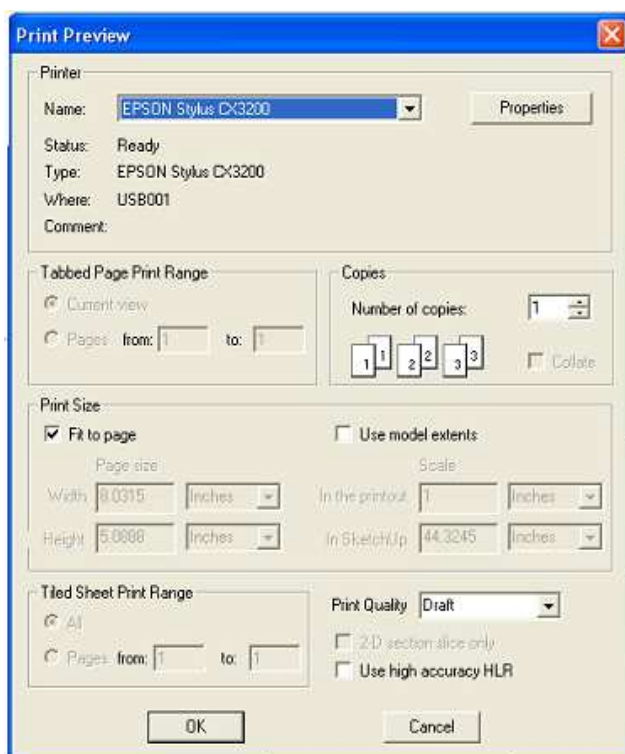 Print Preview
Printer
Name: EPSON Stylus CX3200 Properties
Status: Ready
Type: EPSON Stylus CX3200
Where: USB001
Comment:
Tabbed Page Print Range
Current view
Pages from: 1 to: 1
Copies
Number of copies: 1
1 1 2 2 3 3 Collate
Print Size
Fit to page Use model extents
Page size Scale
Width 8.0315 Inches In the printout 1 Inches
Height 5.0888 Inches In SketchUp 44.3245 Inches
Tiled Sheet Print Range
All
Pages from: 1 to: 1
Print Quality Draft
2-D section slice only
Use high accuracy HLR
OK Cancel